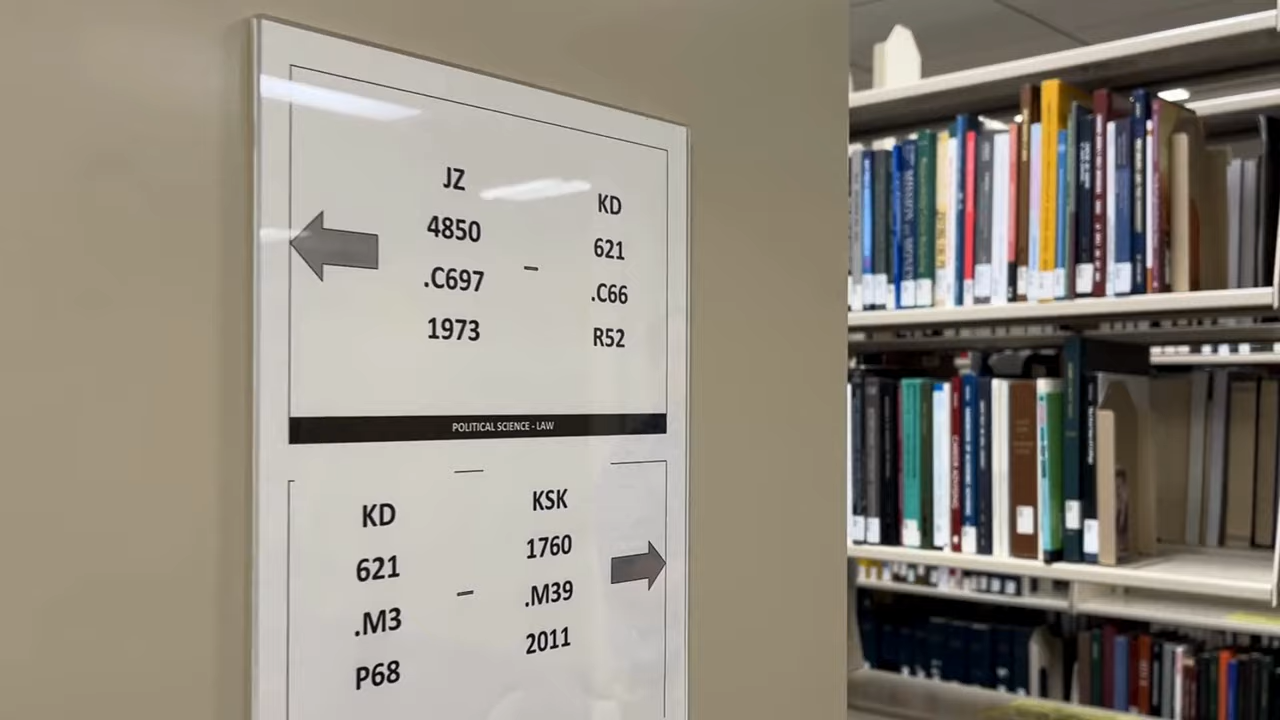 JZ
4850
.C697
1973
–
KD
621
.C66
R52
POLITICAL SCIENCE - LAW
KD
621
.M3
P68
–
KSK
1760
.M39
2011